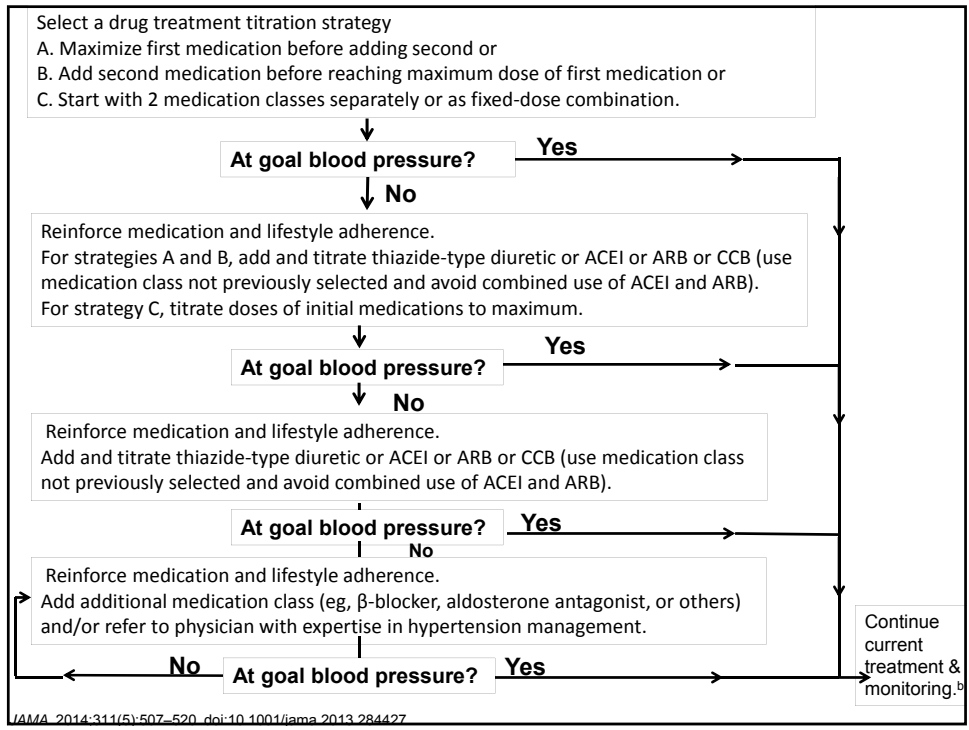 Select a drug treatment titration strategy
A. Maximize first medication before adding second or
B. Add second medication before reaching maximum dose of first medication or
C. Start with 2 medication classes separately or as fixed-dose combination.
At goal blood pressure?
Yes
No
Reinforce medication and lifestyle adherence.
For strategies A and B, add and titrate thiazide-type diuretic or ACEI or ARB or CCB (use
medication class not previously selected and avoid combined use of ACEI and ARB).
For strategy C, titrate doses of initial medications to maximum.
At goal blood pressure?
Yes
No
Reinforce medication and lifestyle adherence.
Add and titrate thiazide-type diuretic or ACEI or ARB or CCB (use medication class
not previously selected and avoid combined use of ACEI and ARB).
At goal blood pressure?
Yes
No
Reinforce medication and lifestyle adherence.
Add additional medication class (eg, β-blocker, aldosterone antagonist, or others)
and/or refer to physician with expertise in hypertension management.
No
At goal blood pressure?
Yes
Continue
current
treatment &
monitoring.b
JAMA. 2014;311(5):507–520. doi:10.1001/jama.2013.284427